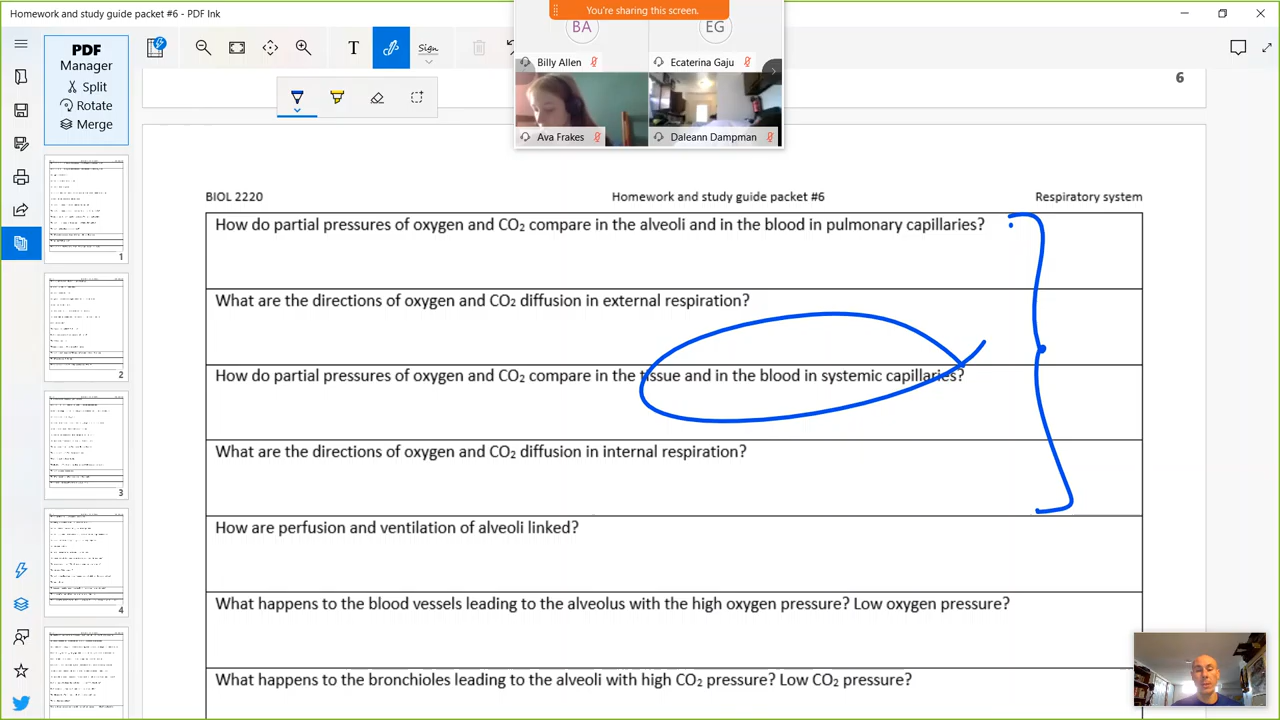 Homework and study guide packet #6 - PDF Ink
You're sharing this screen.
PDF
Manager
Split
Rotate
Merge
T
Sign
BA
EG
Billy Allen
Ecaterina Gaju
Ava Frakes
Daleann Dampman
6
1
2
3
4
BIOL 2220
Homework and study guide packet #6
Respiratory system
How do partial pressures of oxygen and CO₂ compare in the alveoli and in the blood in pulmonary capillaries?
What are the directions of oxygen and CO₂ diffusion in external respiration?
How do partial pressures of oxygen and CO₂ compare in the tissue and in the blood in systemic capillaries?
What are the directions of oxygen and CO₂ diffusion in internal respiration?
How are perfusion and ventilation of alveoli linked?
What happens to the blood vessels leading to the alveolus with the high oxygen pressure? Low oxygen pressure?
What happens to the bronchioles leading to the alveoli with high CO₂ pressure? Low CO₂ pressure?